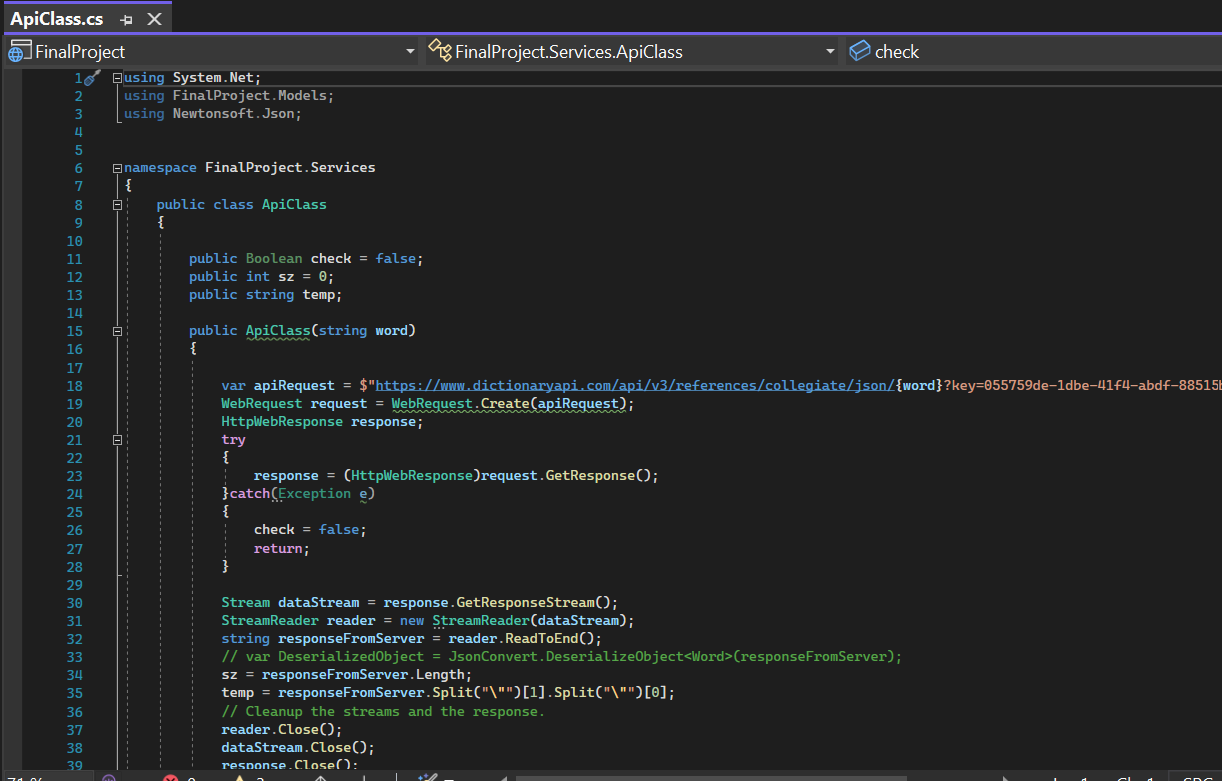 ApiClass.cs
FinalProject FinalProject.Services.ApiClass check
1 using System.Net;
2 using FinalProject.Models;
3 using Newtonsoft.Json;
4
5
6 namespace FinalProject.Services
7 {
8 public class ApiClass
9 {
10
11 public Boolean check = false;
12 public int sz = 0;
13 public string temp;
14
15 public ApiClass(string word)
16 {
17
18 var apiRequest = $"https://www.dictionaryapi.com/api/v3/references/collegiate/json/{word}?key=055759de-1dbe-41f4-abdf-88515b
19 WebRequest request = WebRequest.Create(apiRequest);
20 HttpWebResponse response;
21 try
22 {
23 response = (HttpWebResponse)request.GetResponse();
24 }catch(Exception e)
25 {
26 check = false;
27 return;
28 }
29
30 Stream dataStream = response.GetResponseStream();
31 StreamReader reader = new StreamReader(dataStream);
32 string responseFromServer = reader.ReadToEnd();
33 // var DeserializedObject = JsonConvert.DeserializeObject<Word>(responseFromServer);
34 sz = responseFromServer.Length;
35 temp = responseFromServer.Split("\"")[1].Split("\"")[0];
36 // Cleanup the streams and the response.
37 reader.Close();
38 dataStream.Close();
39 response.Close();